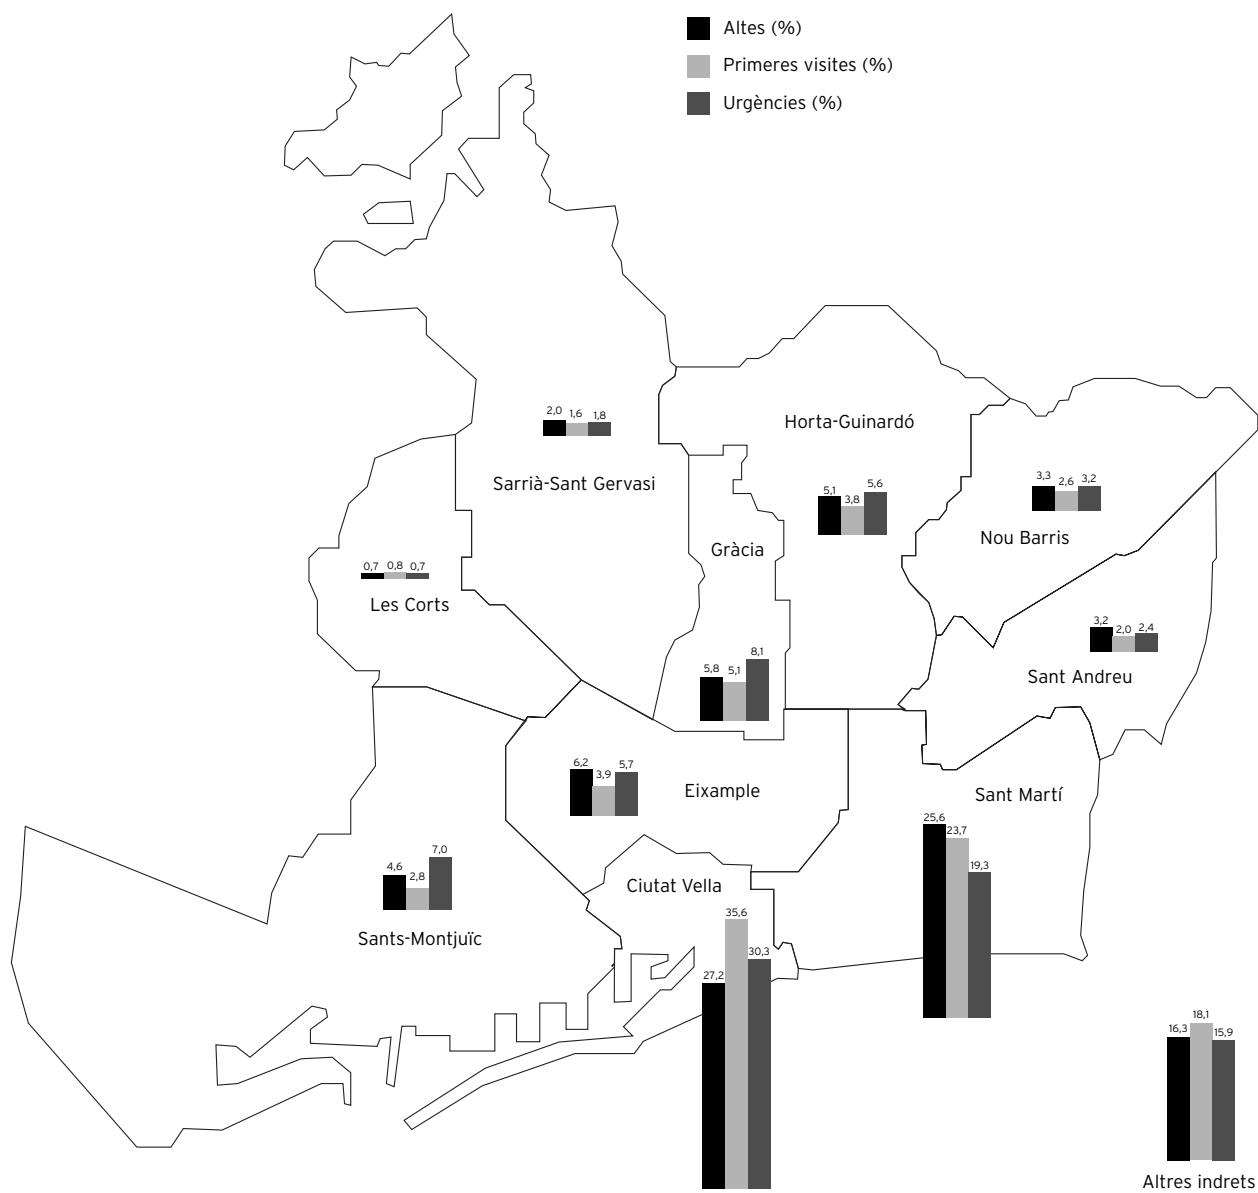 Altes (%)
Primeres visites (%)
Urgències (%)
2,0 1,6 1,8
Sarrià-Sant Gervasi
Horta-Guinardó
5,1 3,8 5,6
3,3 2,6 3,2
Nou Barris
Gràcia
5,8 5,1 8,1
0,7 0,8 0,7
Les Corts
3,2 2,0 2,4
Sant Andreu
6,2 3,9 5,7
Eixample
Sant Martí
25,6 23,7 19,3
4,6 2,8 7,0
Sants-Montjuïc
Ciutat Vella
27,2 35,6 30,3
16,3 18,1 15,9
Altres indrets